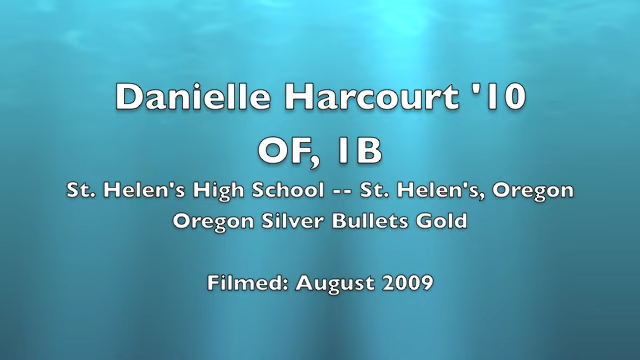 Danielle Harcourt '10
OF, 1B
St. Helen's High School -- St. Helen's, Oregon
Oregon Silver Bullets Gold
Filmed: August 2009